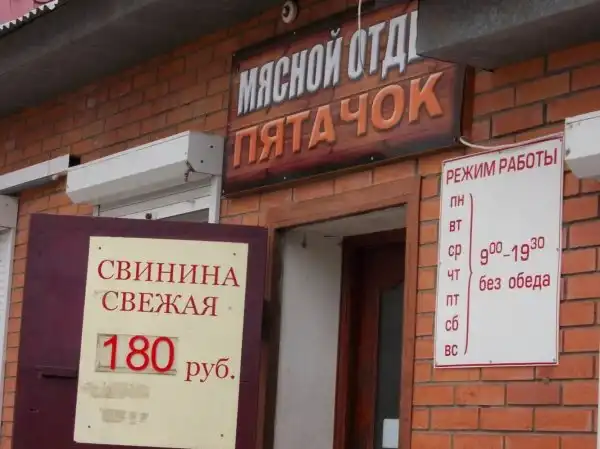 МЯСНОЙ
ПЯТАЧОК
СВИНИНА
СВЕЖАЯ
180 руб.
РЕЖИМ РАБОТЫ
пн
вт
ср
чт
пт
сб
вс
9⁰⁰-19³⁰
без обеда